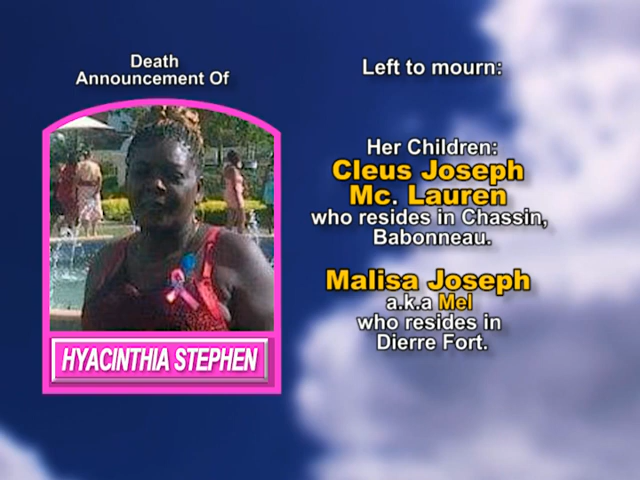 Death
Announcement Of
HYACINTHIA STEPHEN
Left to mourn:
Her Children:
Cleus Joseph
Mc. Lauren
who resides in Chassin,
Babonneau.
Malisa Joseph
a.k.a Mel
who resides in
Dierre Fort.